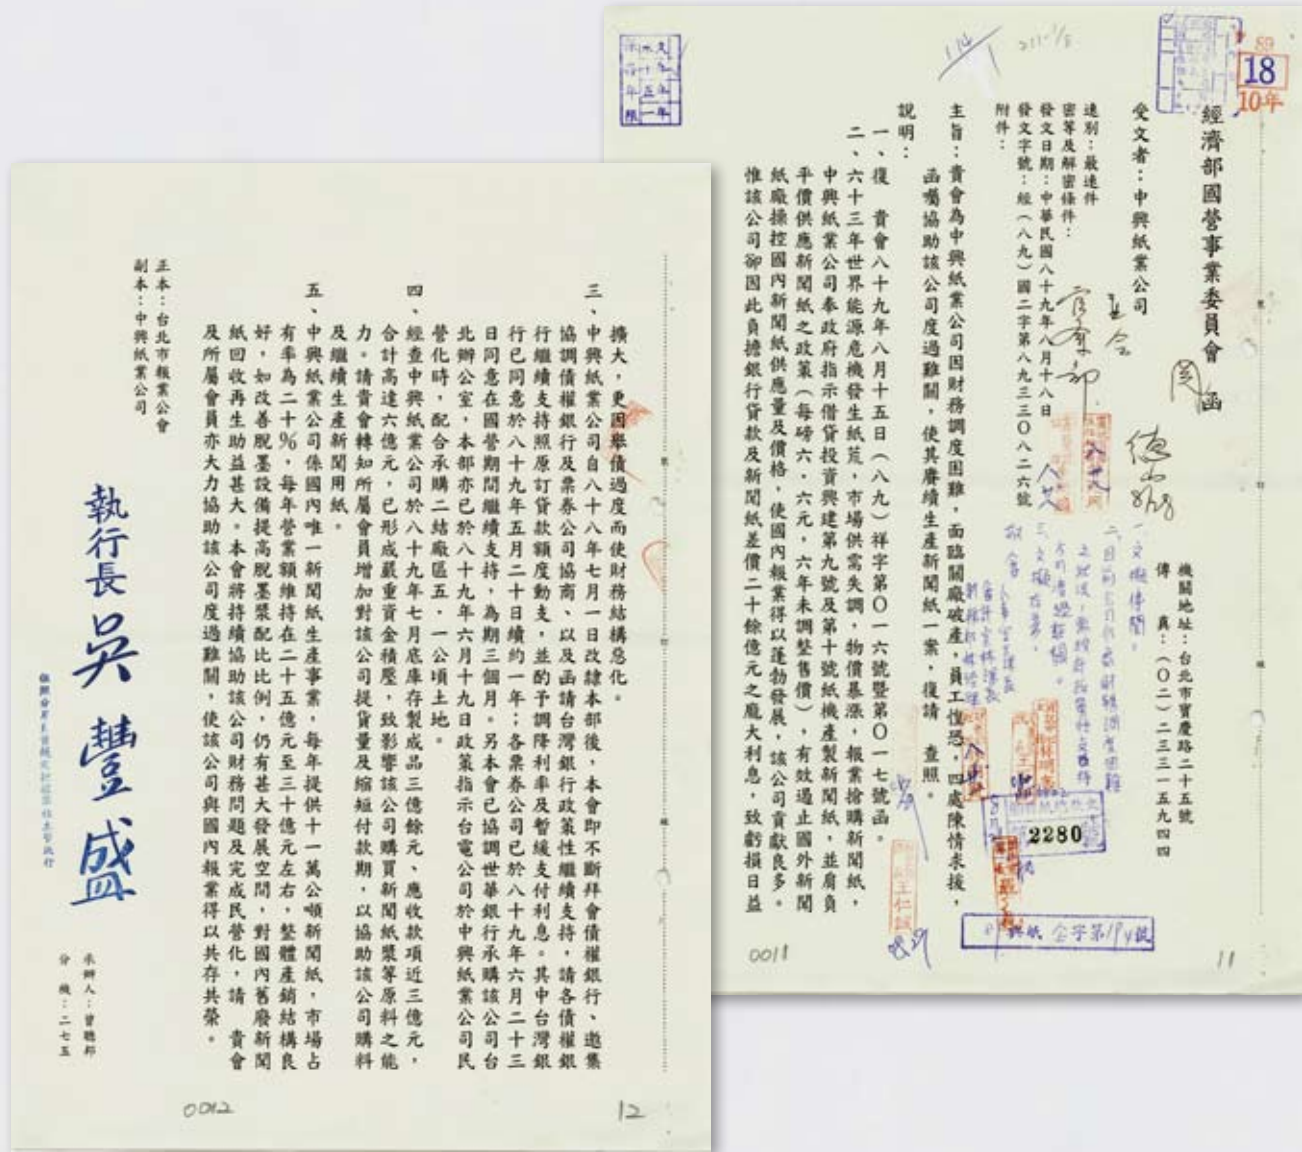 經濟部國營事業委員會 函
機關地址：台北市寶慶路二十五號
傳 真：（〇二）二三三一五九四四
受文者：中興紙業公司
速別：最速件
密等及解密條件：
發文日期：中華民國八十九年八月十八日
發文字號：經（八九）國二字第八九三三〇八二六號
附件：
主旨：貴會為中興紙業公司因財務調度困難，面臨關廠破產，員工惶恐，四處陳情求援，
函囑協助該公司度過難關，使其賡續生產新聞紙一案，復請 查照。
說明：
一、復 貴會八十九年八月十五日（八九）祥字第〇一六號暨第〇一七號函。
二、六十三年世界能源危機發生紙荒，市場供需失調，物價暴漲，報業搶購新聞紙，
中興紙業公司奉政府指示借貸投資興建第九號及第十號紙機產製新聞紙，並肩負
平價供應新聞紙之政策（每磅六．六元，六年未調整售價），有效遏止國外新聞
紙廠操控國內新聞紙供應量及價格，使國內報業得以蓬勃發展，該公司貢獻良多。
惟該公司卻因此負擔銀行貸款及新聞紙差價二十餘億元之龐大利息，致虧損日益
89
18
10年
2280
王仁誠
0011
11
擴大，更因舉債過度而使財務結構惡化。
三、中興紙業公司自八十八年七月一日改隸本部後，本會即不斷拜會債權銀行、邀集
協調債權銀行及票券公司協商、以及函請台灣銀行政策性繼續支持，請各債權銀
行繼續支持照原訂貸款額度動支，並酌予調降利率及暫緩支付利息。其中台灣銀
行已同意於八十九年五月二十日續約一年；各票券公司已於八十九年六月二十三
日同意在國營期間繼續支持，為期三個月。另本會已協調世華銀行承購該公司台
北辦公室，本部亦已於八十九年六月十九日政策指示台電公司於中興紙業公司民
營化時，配合承購二結廠區五．一公頃土地。
四、經查中興紙業公司於八十九年七月底庫存製成品三億餘元、應收款項近三億元，
合計高達六億元，已形成嚴重資金積壓，致影響該公司購買新聞紙漿等原料之能
力。請貴會轉知所屬會員增加對該公司提貨量及縮短付款期，以協助該公司購料
及繼續生產新聞用紙。
五、中興紙業公司係國內唯一新聞紙生產事業，每年提供十一萬公噸新聞紙，市場占
有率為二十％，每年營業額維持在二十五億元至三十億元左右，整體產銷結構良
好，如改善脫墨設備提高脫墨漿配比比例，仍有甚大發展空間，對國內舊廢新聞
紙回收再生助益甚大。本會將持續協助該公司財務問題及完成民營化，請 貴會
及所屬會員亦大力協助該公司度過難關，使該公司與國內報業得以共存共榮。
正本：台北市報業公會
副本：中興紙業公司
執行長 吳豐盛
承辦人：曾聰邦
分 機：二七五
0012
12